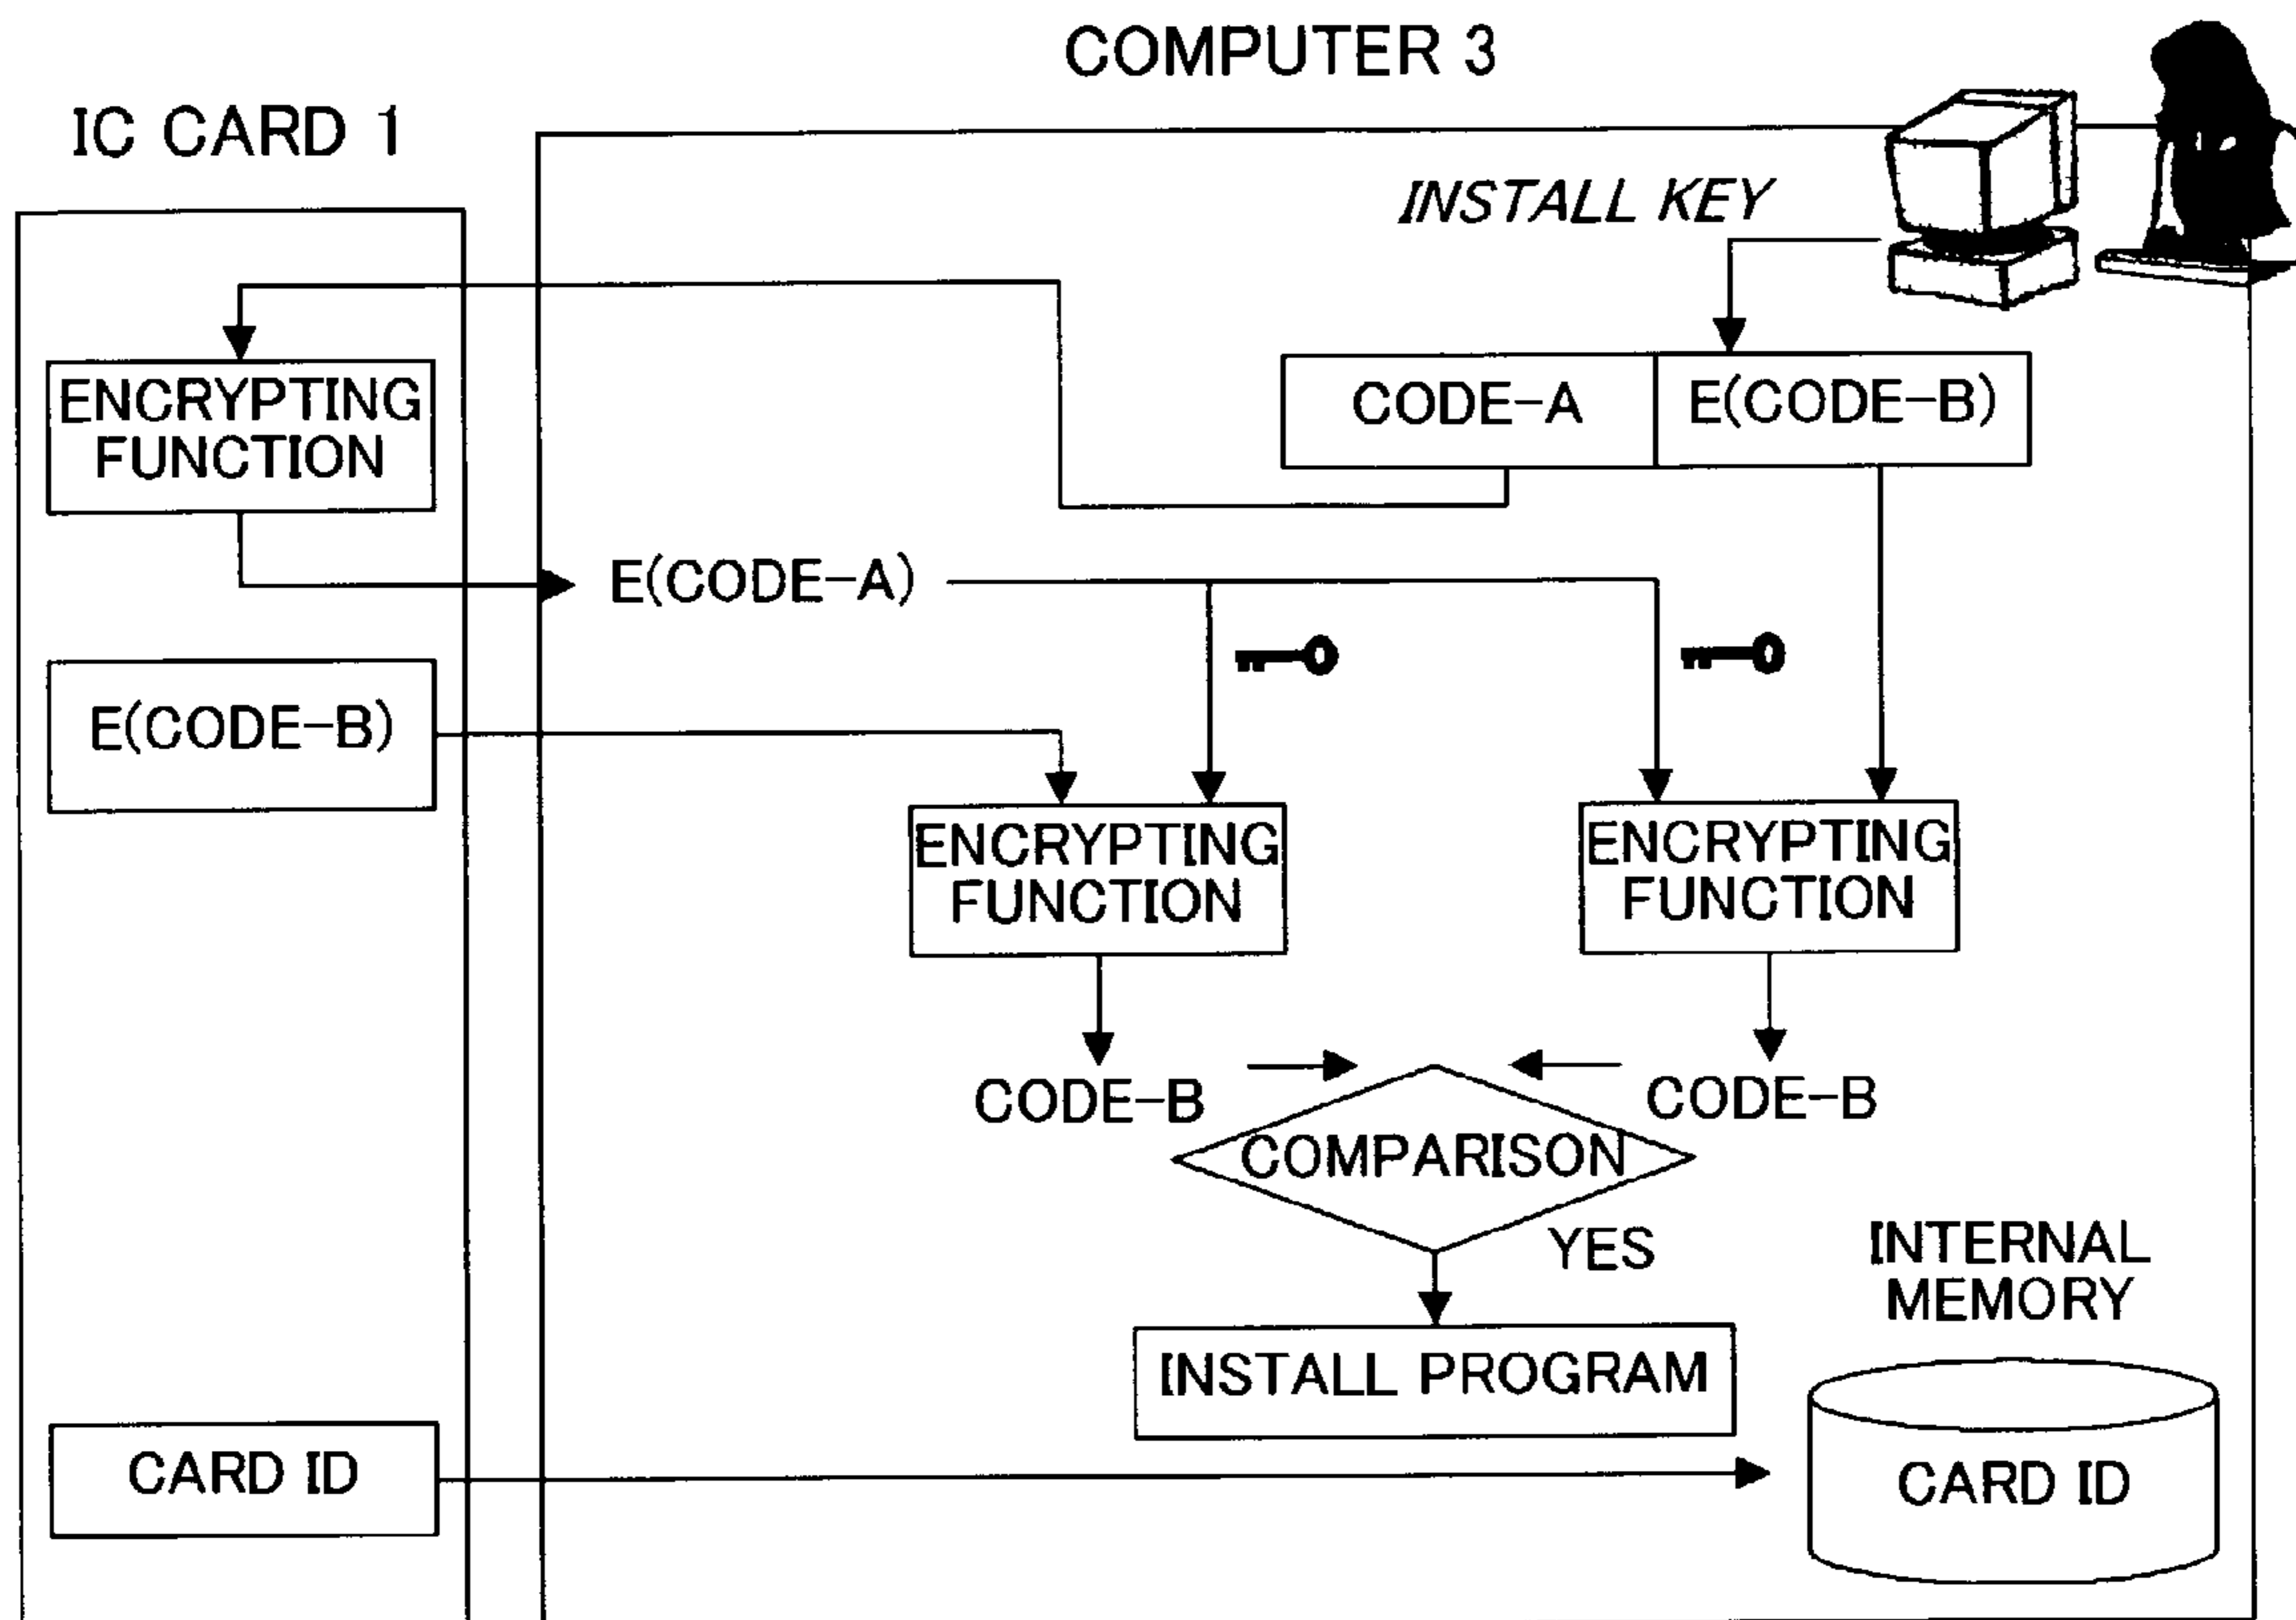 COMPUTER 3
IC CARD 1
INSTALL KEY
ENCRYPTING
FUNCTION
CODE-A
E(CODE-B)
E(CODE-A)
E(CODE-B)
ENCRYPTING
FUNCTION
ENCRYPTING
FUNCTION
CODE-B
CODE-B
COMPARISON
YES
INTERNAL
MEMORY
INSTALL PROGRAM
CARD ID
CARD ID